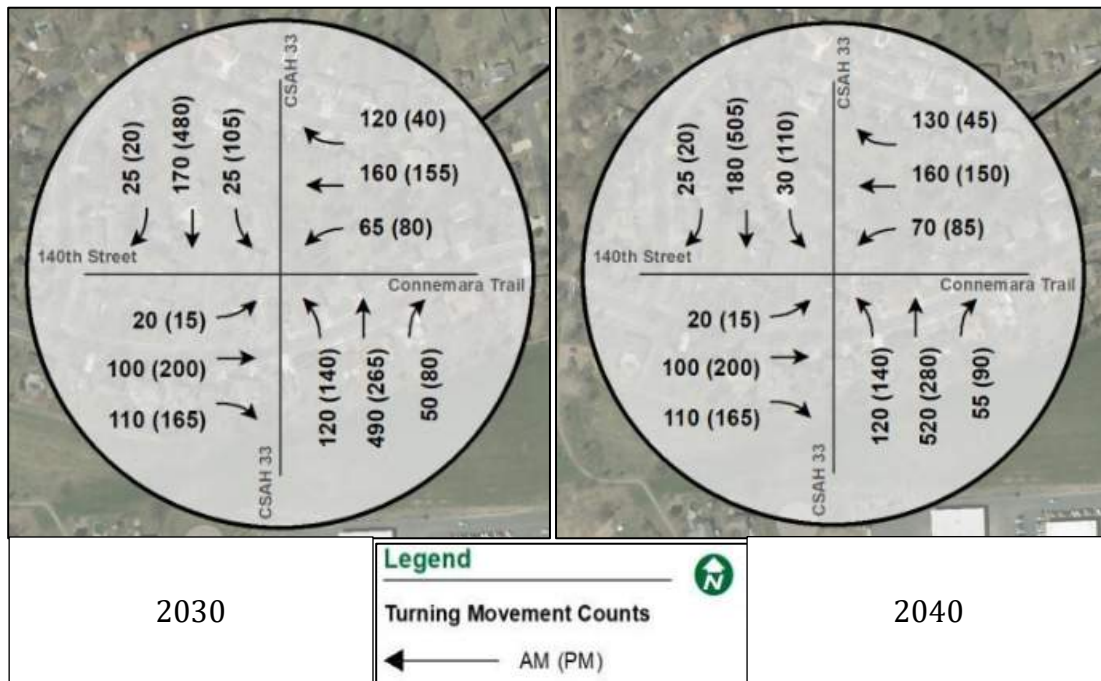 CSAH 33
25 (20)
170 (480)
25 (105)
120 (40)
160 (155)
65 (80)
140th Street
Connemara Trail
20 (15)
100 (200)
110 (165)
120 (140)
490 (265)
50 (80)
CSAH 33
CSAH 33
25 (20)
180 (505)
30 (110)
130 (45)
160 (150)
70 (85)
140th Street
Connemara Trail
20 (15)
100 (200)
110 (165)
120 (140)
520 (280)
55 (90)
CSAH 33
2030
Legend
N
Turning Movement Counts
AM (PM)
2040